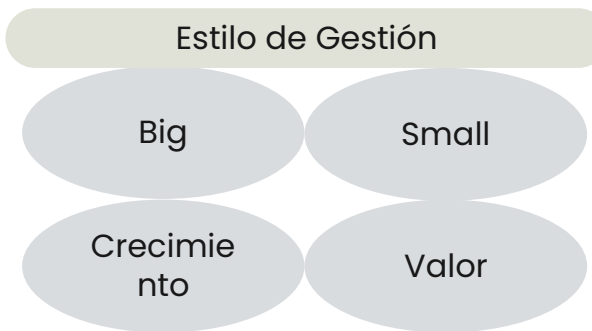 Estilo de Gestión
Big
Small
Crecimie
nto
Valor